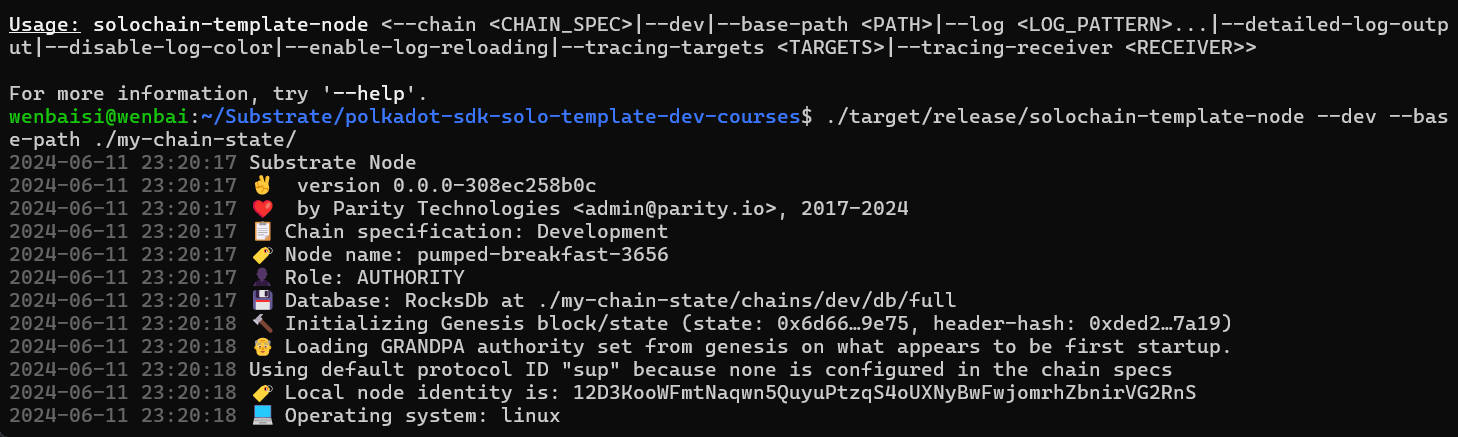 Usage: solochain-template-node <--chain <CHAIN_SPEC>|--dev|--base-path <PATH>|--log <LOG_PATTERN>...|--detailed-log-outp
ut|--disable-log-color|--enable-log-reloading|--tracing-targets <TARGETS>|--tracing-receiver <RECEIVER>>
For more information, try '--help'.
wenbaisi@wenbai:~/Substrate/polkadot-sdk-solo-template-dev-courses$ ./target/release/solochain-template-node --dev --bas
e-path ./my-chain-state/
2024-06-11 23:20:17 Substrate Node
2024-06-11 23:20:17 ✌️  version 0.0.0-308ec258b0c
2024-06-11 23:20:17 ❤️  by Parity Technologies <admin@parity.io>, 2017-2024
2024-06-11 23:20:17 📋 Chain specification: Development
2024-06-11 23:20:17 🏷 Node name: pumped-breakfast-3656
2024-06-11 23:20:17 👤 Role: AUTHORITY
2024-06-11 23:20:17 💾 Database: RocksDb at ./my-chain-state/chains/dev/db/full
2024-06-11 23:20:18 🔨 Initializing Genesis block/state (state: 0x6d66…9e75, header-hash: 0xded2…7a19)
2024-06-11 23:20:18 👴 Loading GRANDPA authority set from genesis on what appears to be first startup.
2024-06-11 23:20:18 Using default protocol ID "sup" because none is configured in the chain specs
2024-06-11 23:20:18 🏷 Local node identity is: 12D3KooWFmtNaqwn5QuyuPtzqS4oUXNyBwFwjomrhZbnirVG2RnS
2024-06-11 23:20:18 💻 Operating system: linux